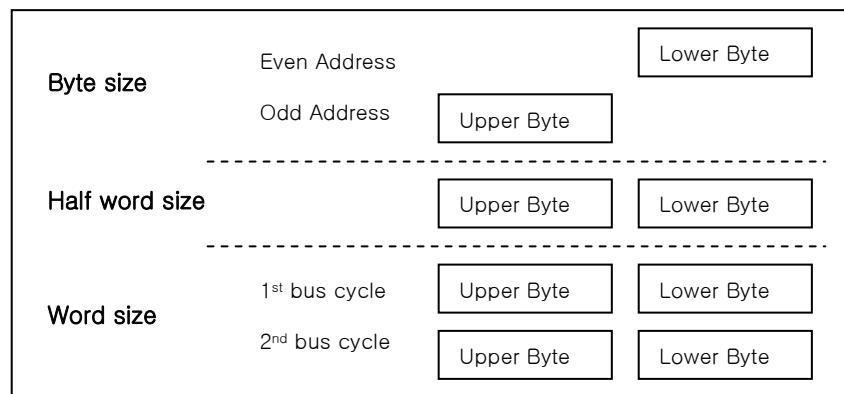 Byte size
Even Address
Lower Byte
Odd Address
Upper Byte
Half word size
Upper Byte
Lower Byte
Word size
1st bus cycle
Upper Byte
Lower Byte
2nd bus cycle
Upper Byte
Lower Byte